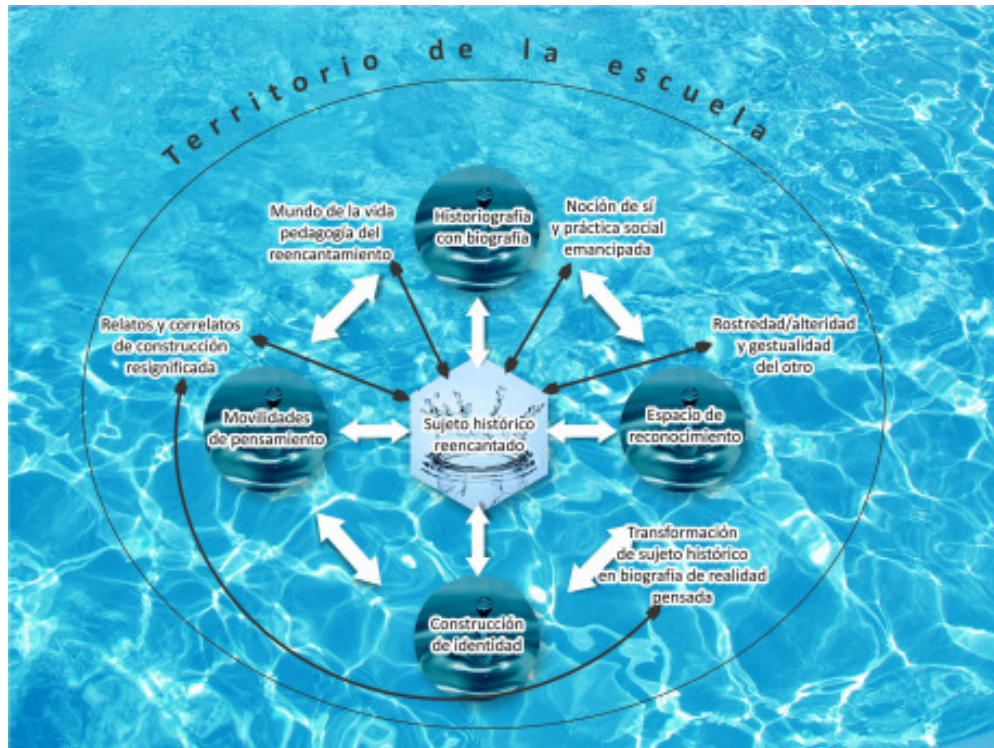 Territorio de la escuela
Mundo de la vida
pedagogía del
reencantamiento
Historiografía
con biografía
Noción de sí
y práctica social
emancipada
Relatos y correlatos
de construcción
resignificada
Rostredad/alteridad
y gestualidad
del otro
Movilidades
de pensamiento
Sujeto histórico
reencantado
Espacio de
reconocimiento
Transformación
de sujeto histórico
en biografía de realidad
pensada
Construcción
de identidad